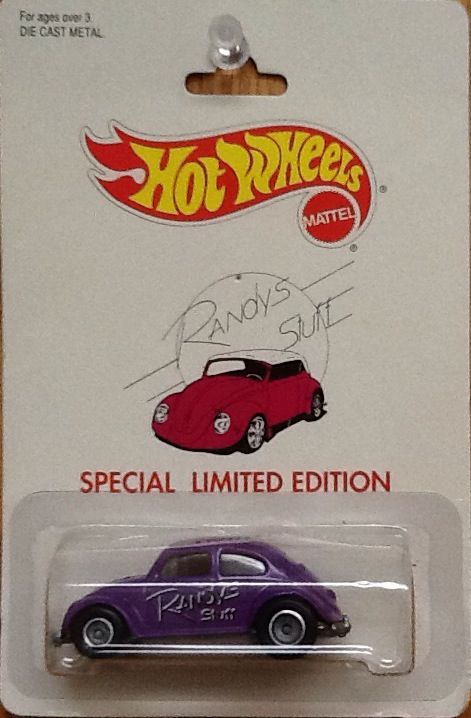 For ages over 3.
DIE CAST METAL
HOT WHEELS ®
MATTEL
®
RANDYS
STUFF
SPECIAL LIMITED EDITION
RANDYS
STUFF